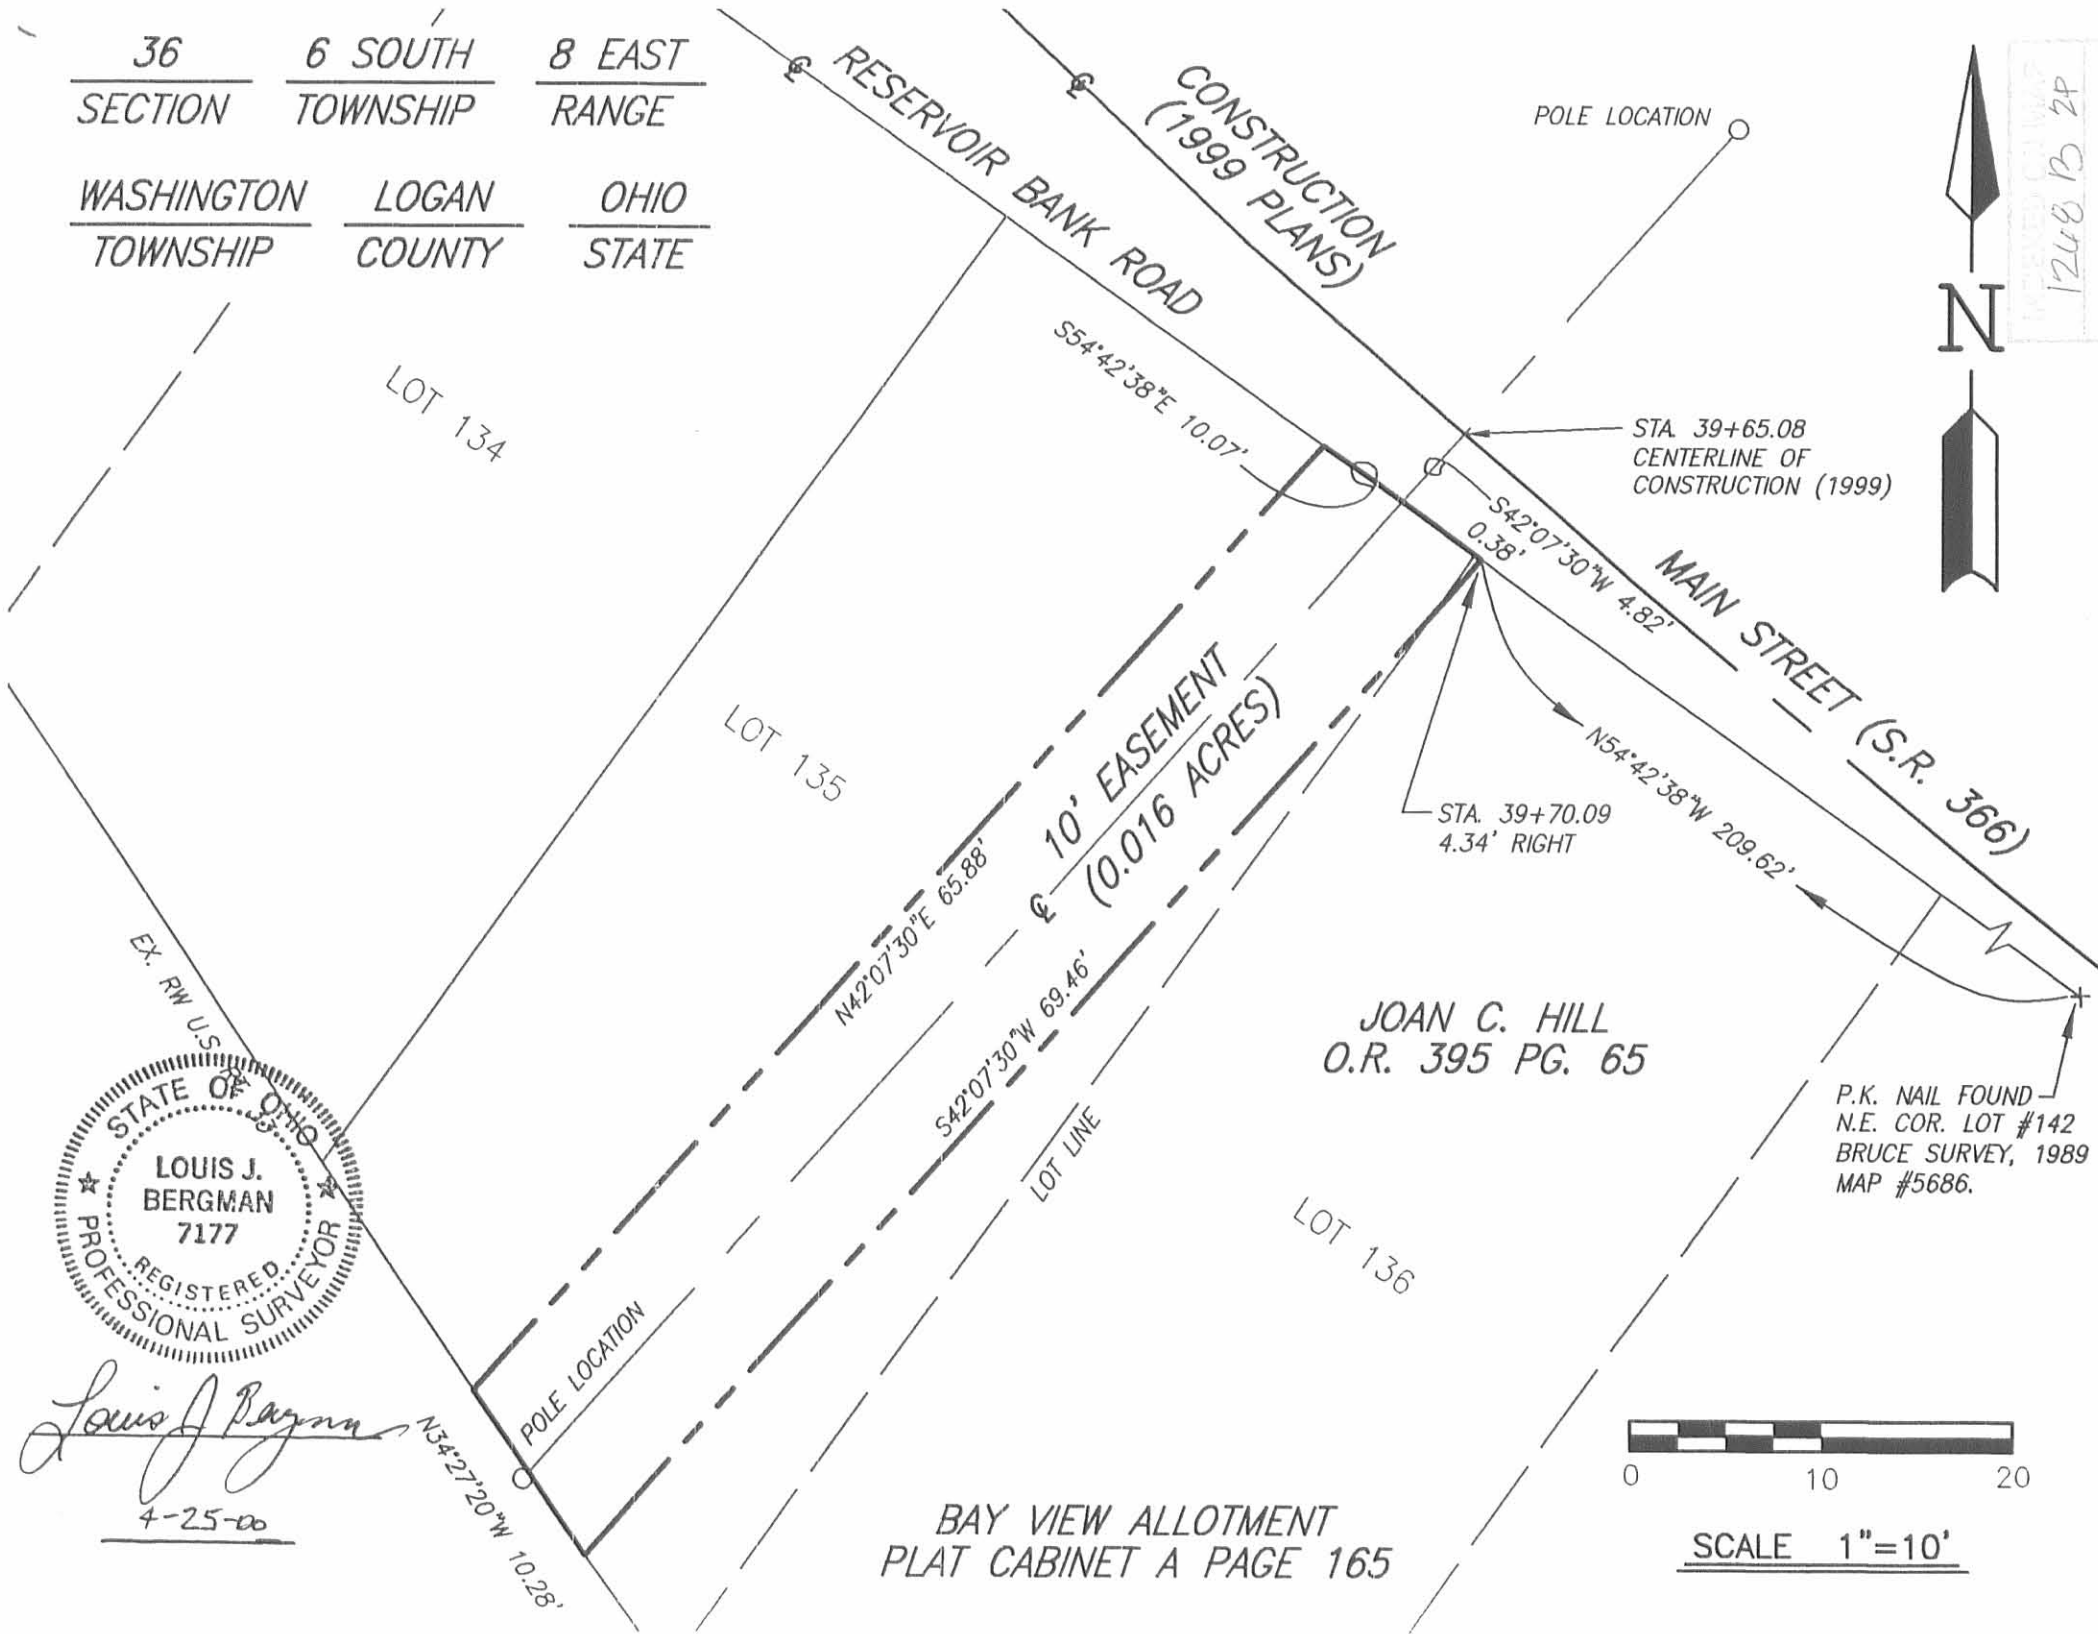 36
SECTION
6 SOUTH
TOWNSHIP
8 EAST
RANGE
WASHINGTON
TOWNSHIP
LOGAN
COUNTY
OHIO
STATE
℄
RESERVOIR BANK ROAD
℄
CONSTRUCTION
(1999 PLANS)
POLE LOCATION
1248 B 2P
N
LOT 134
S54°42'38"E 10.07'
STA. 39+65.08
CENTERLINE OF
CONSTRUCTION (1999)
S42°07'30"W 4.82'
0.38'
MAIN STREET (S.R. 366)
LOT 135
10' EASEMENT
(0.016 ACRES)
℄
STA. 39+70.09
4.34' RIGHT
N54°42'38"W 209.62'
N42°07'30"E 65.88'
S42°07'30"W 69.46'
LOT LINE
JOAN C. HILL
O.R. 395 PG. 65
P.K. NAIL FOUND
N.E. COR. LOT #142
BRUCE SURVEY, 1989
MAP #5686.
EX. RW U.S. RT 33
STATE OF OHIO
LOUIS J.
BERGMAN
7177
REGISTERED
PROFESSIONAL SURVEYOR
LOT 136
POLE LOCATION
Louis J Bergman
4-25-00
N34°27'20"W 10.28'
BAY VIEW ALLOTMENT
PLAT CABINET A PAGE 165
0 10 20
SCALE 1"=10'